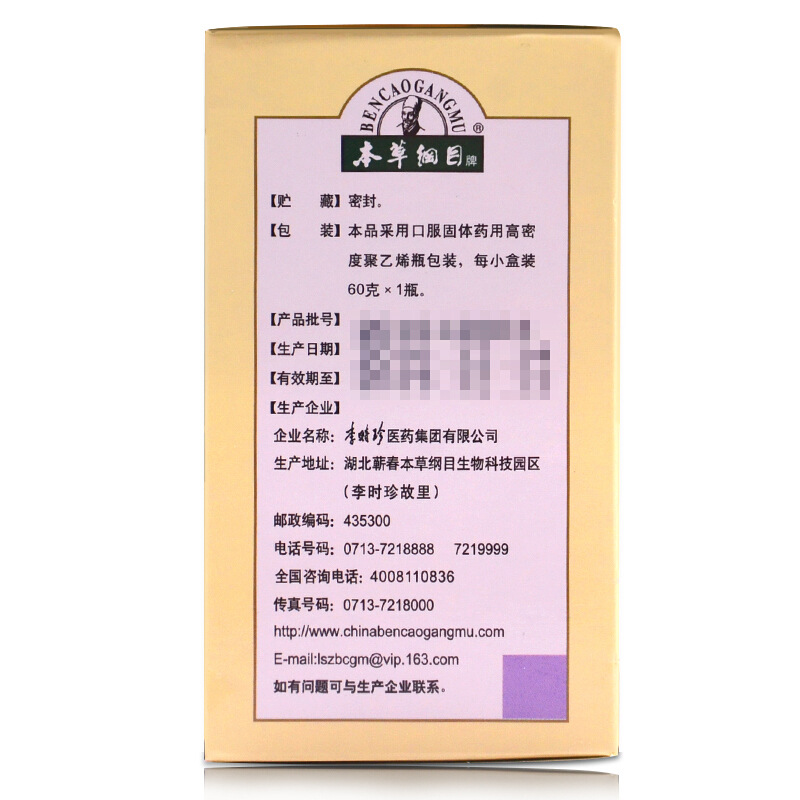 BENCAOGANGMU
®
本草纲目牌
【贮 藏】密封。
【包 装】本品采用口服固体药用高密
度聚乙烯瓶包装，每小盒装
60克×1瓶。
【产品批号】
【生产日期】
【有效期至】
【生产企业】
企业名称：李时珍医药集团有限公司
生产地址：湖北蕲春本草纲目生物科技园区
（李时珍故里）
邮政编码：435300
电话号码：0713-7218888 7219999
全国咨询电话：4008110836
传真号码：0713-7218000
http://www.chinabencaogangmu.com
E-mail:lszbcgm@vip.163.com
如有问题可与生产企业联系。